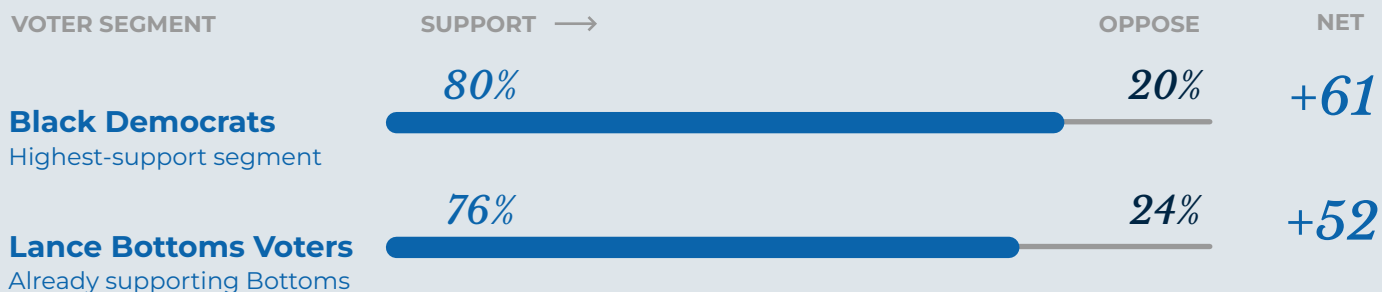 VOTER SEGMENT SUPPORT ⟶ OPPOSE NET
80% 20% +61
Black Democrats
Highest-support segment
76% 24% +52
Lance Bottoms Voters
Already supporting Bottoms